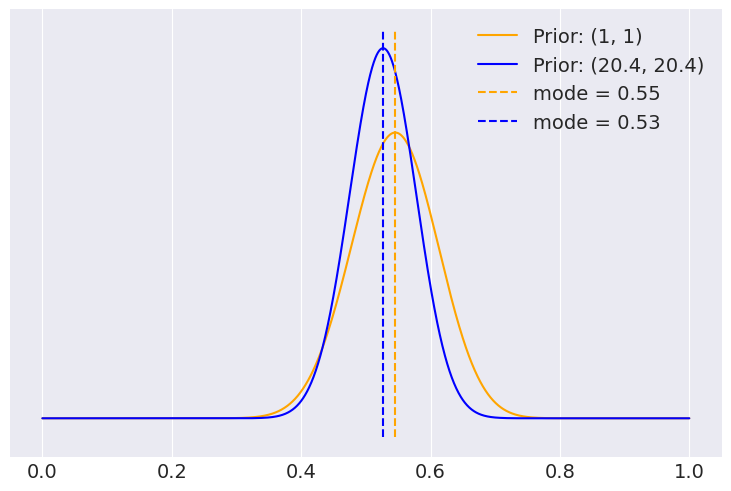 Prior: (1, 1)
Prior: (20.4, 20.4)
mode = 0.55
mode = 0.53
0.0 0.2 0.4 0.6 0.8 1.0